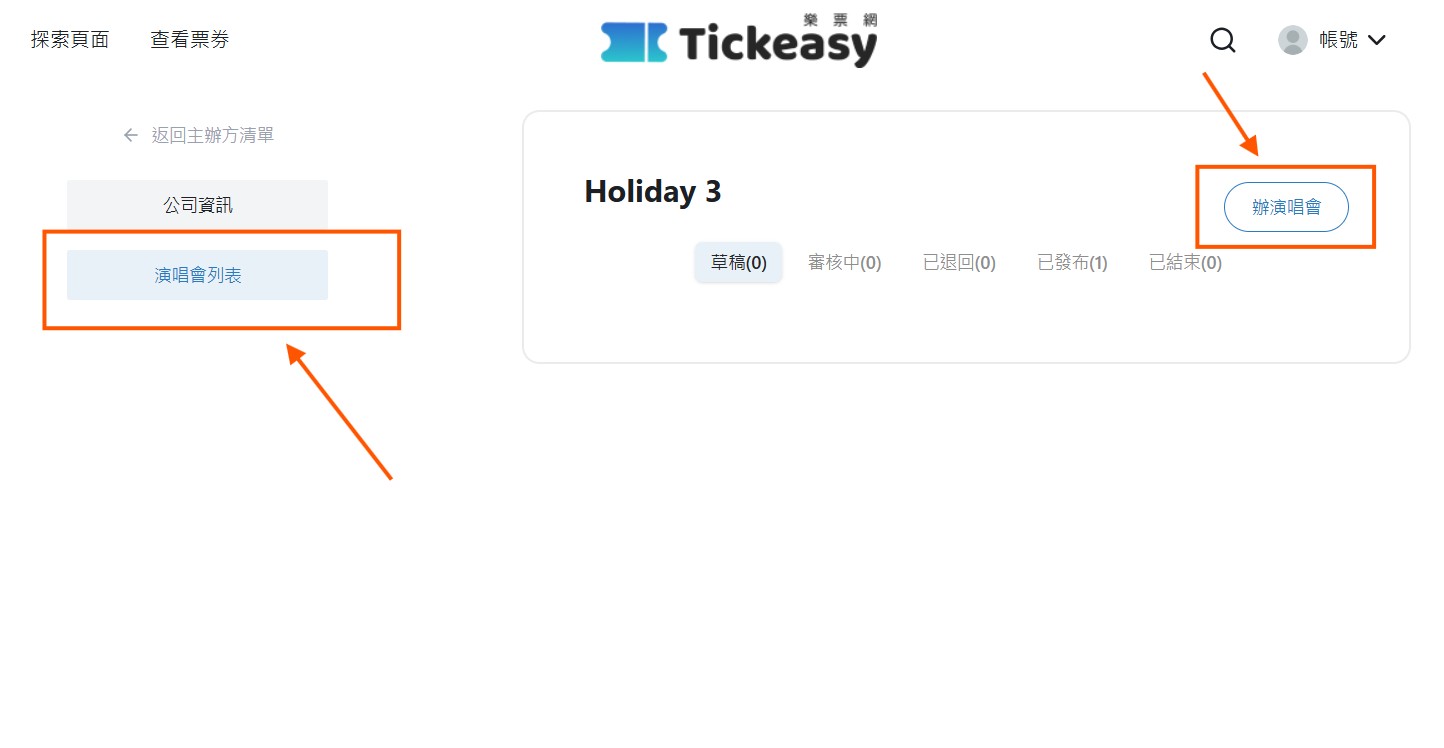 探索頁面 查看票券
樂票網
Tickeasy
帳號
返回主辦方清單
公司資訊
演唱會列表
Holiday 3
辦演唱會
草稿(0) 審核中(0) 已退回(0) 已發布(1) 已結束(0)